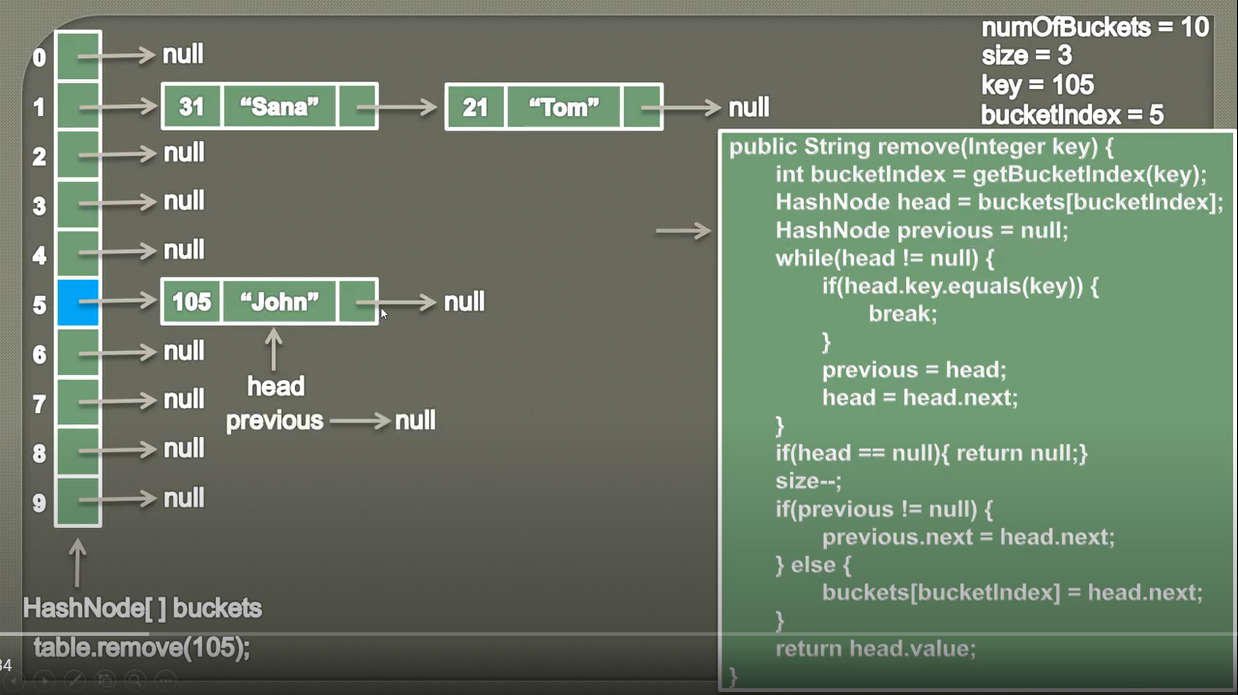 numOfBuckets = 10
size = 3
key = 105
bucketIndex = 5
0 null
1 31 “Sana” 21 “Tom” null
2 null
3 null
4 null
5 105 “John” null
6 null
head
7 null
previous null
8 null
9 null
HashNode[ ] buckets
table.remove(105);
34
public String remove(Integer key) {
int bucketIndex = getBucketIndex(key);
HashNode head = buckets[bucketIndex];
HashNode previous = null;
while(head != null) {
if(head.key.equals(key)) {
break;
}
previous = head;
head = head.next;
}
if(head == null){ return null;}
size--;
if(previous != null) {
previous.next = head.next;
} else {
buckets[bucketIndex] = head.next;
}
return head.value;
}